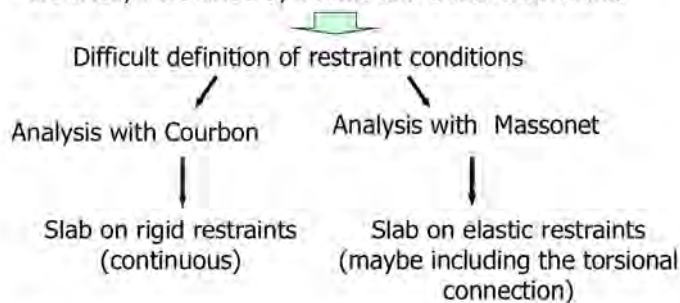 Difficult definition of restraint conditions
Analysis with Courbon
Analysis with Massonet
Slab on rigid restraints
(continuous)
Slab on elastic restraints
(maybe including the torsional
connection)